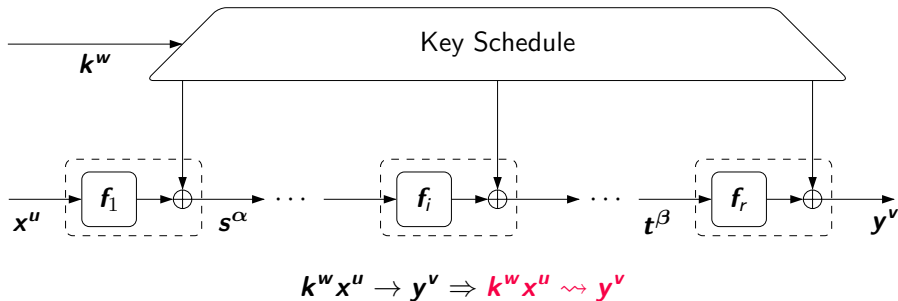 Key Schedule
k^w
f_1 ⊕ ··· f_i ⊕ ··· f_r ⊕
x^u s^α t^β y^v
k^w x^u → y^v ⇒ k^w x^u ⇝ y^v